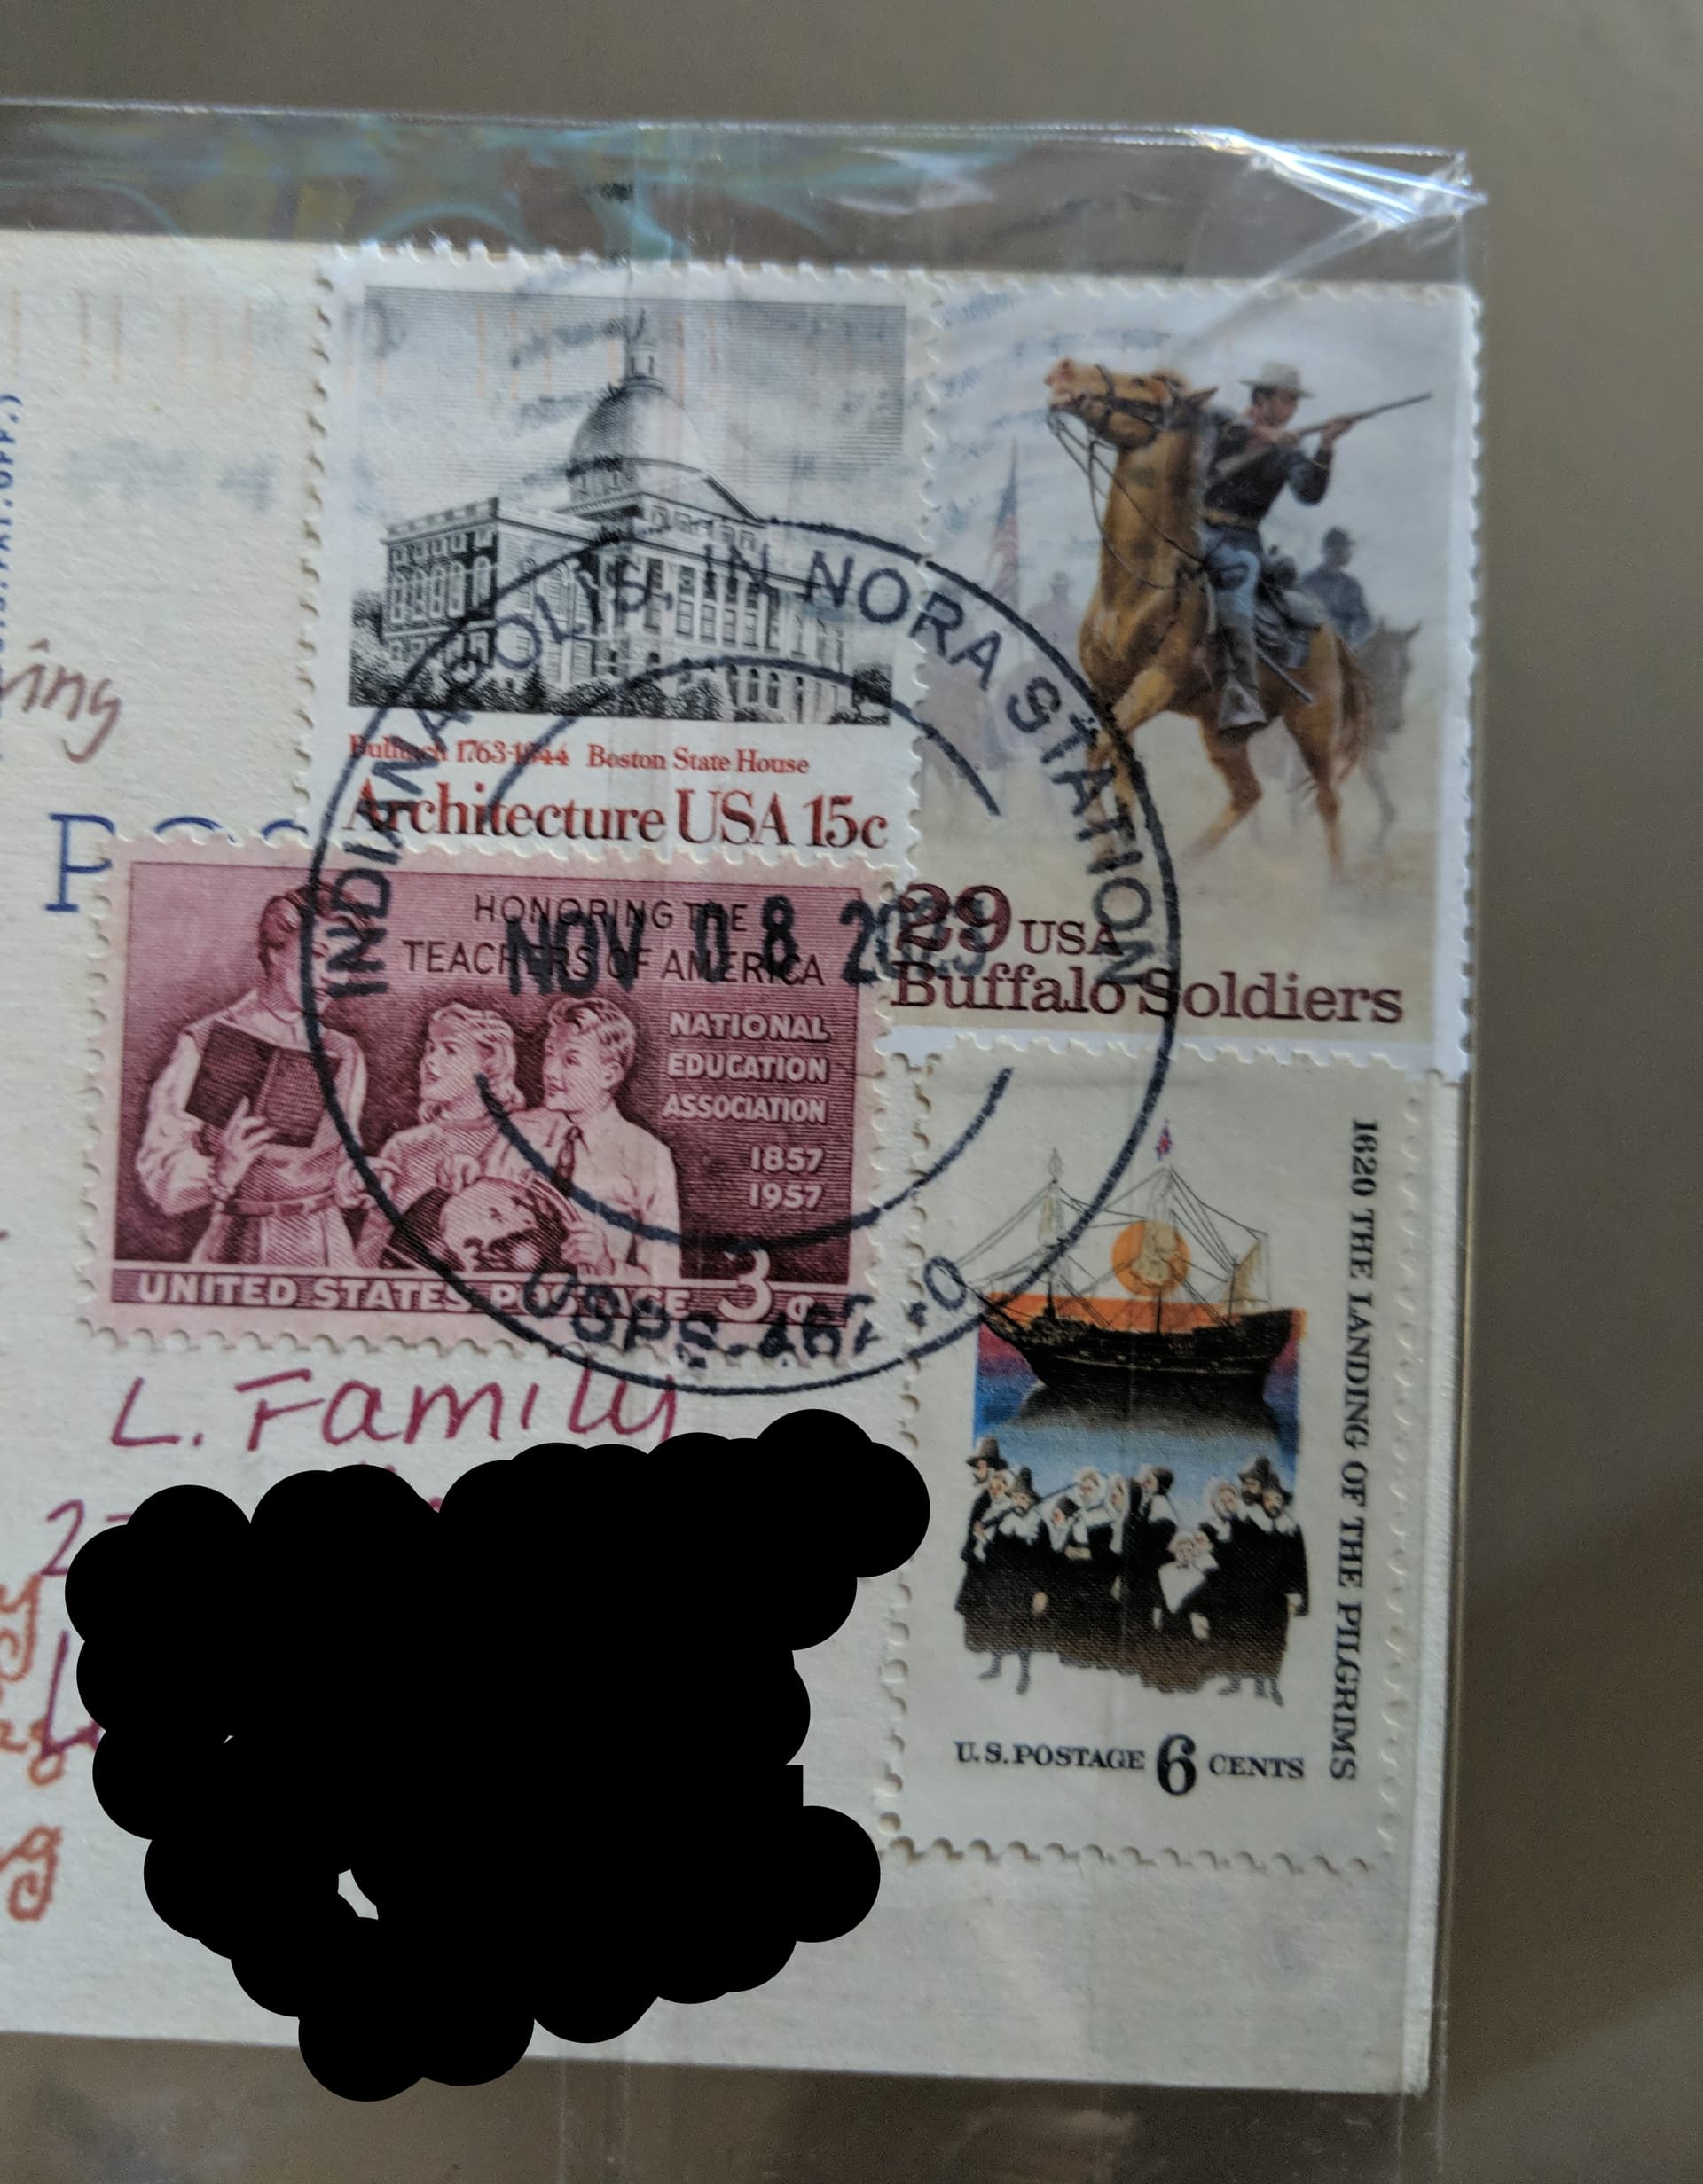 Bulfinch 1763-1844 Boston State House
Architecture USA 15c
29 USA
Buffalo Soldiers
INDIANAPOLIS, IN NORA STATION
NOV 08 2023
USPS
HONORING THE
TEACHERS OF AMERICA
NATIONAL
EDUCATION
ASSOCIATION
1857
1957
3¢
UNITED STATES POSTAGE
1620 THE LANDING OF THE PILGRIMS
U.S. POSTAGE 6 CENTS
L. Family